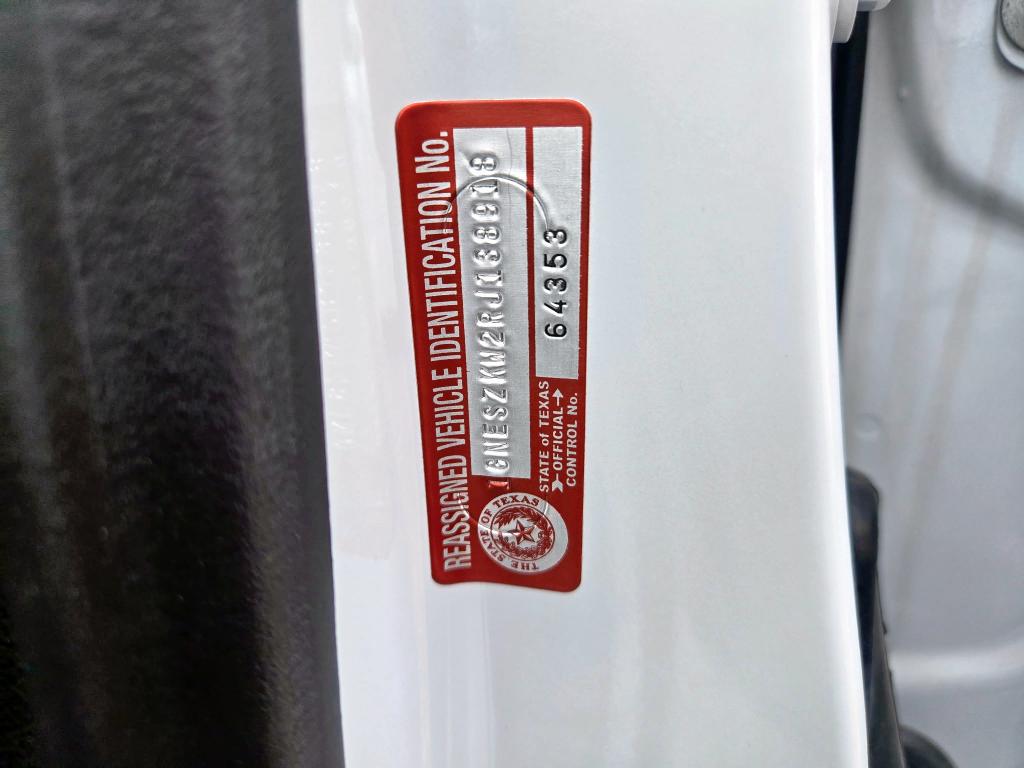 REASSIGNED VEHICLE IDENTIFICATION No.
64353
STATE of TEXAS
OFFICIAL
CONTROL No.
THE STATE OF TEXAS